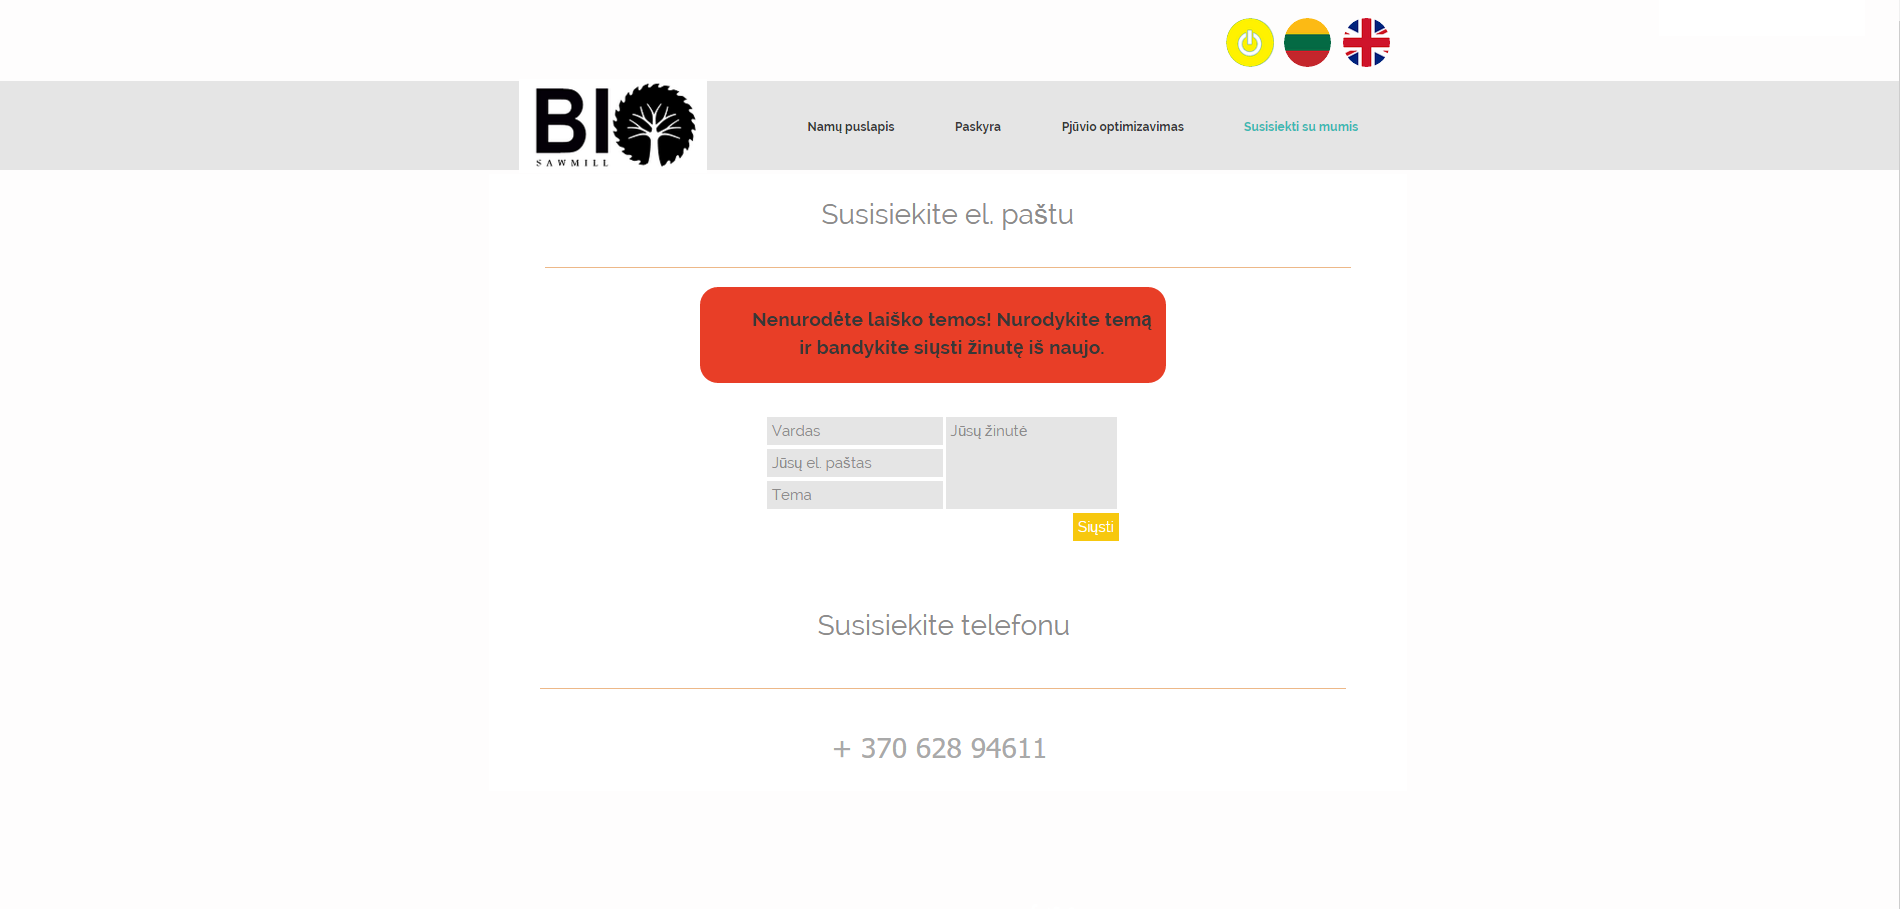 BI
SAWMILL
Namų puslapis
Paskyra
Pjūvio optimizavimas
Susisiekti su mumis
Susisiekite el. paštu
Nenurodėte laiško temos! Nurodykite temą
ir bandykite siųsti žinutę iš naujo.
Vardas
Jūsų žinutė
Jūsų el. paštas
Tema
Siųsti
Susisiekite telefonu
+ 370 628 94611